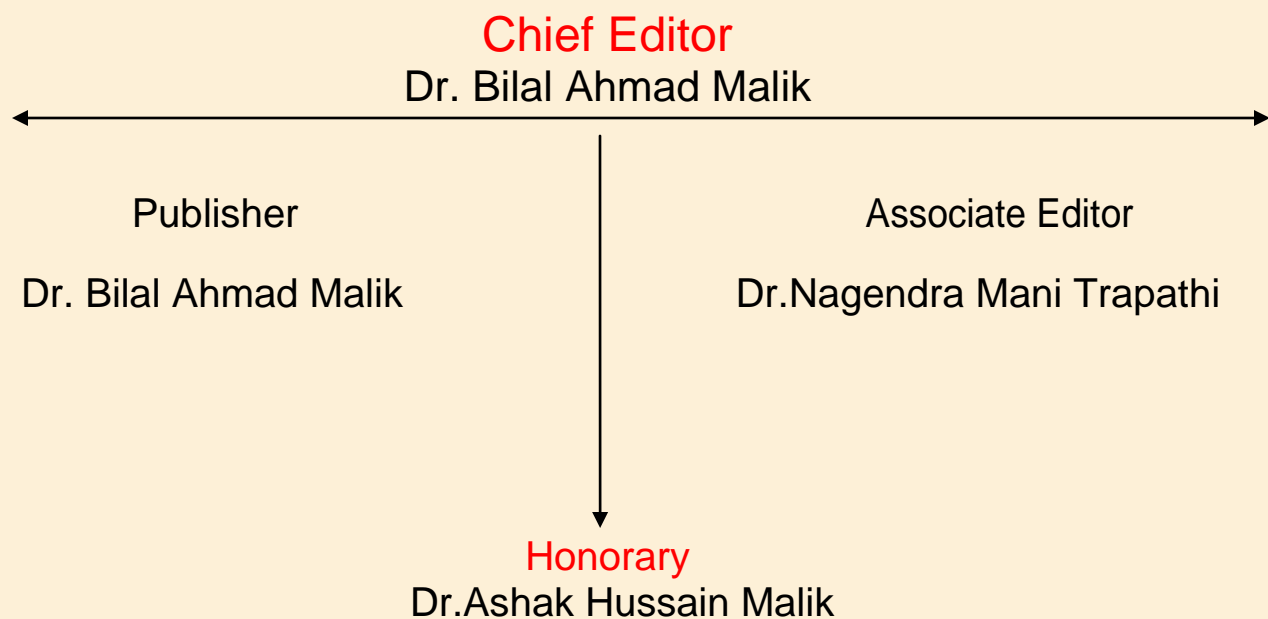 Chief Editor
Dr. Bilal Ahmad Malik
Publisher
Associate Editor
Dr. Bilal Ahmad Malik
Dr.Nagendra Mani Trapathi
Honorary
Dr.Ashak Hussain Malik